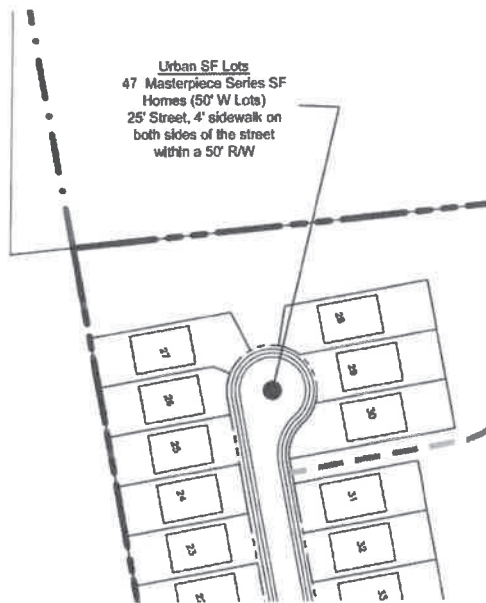 Urban SF Lots
47 Masterpiece Series SF
Homes (50' W Lots)
25' Street, 4' sidewalk on
both sides of the street
within a 50' R/W
28
27
29
26
30
25
31
24
32
23
33